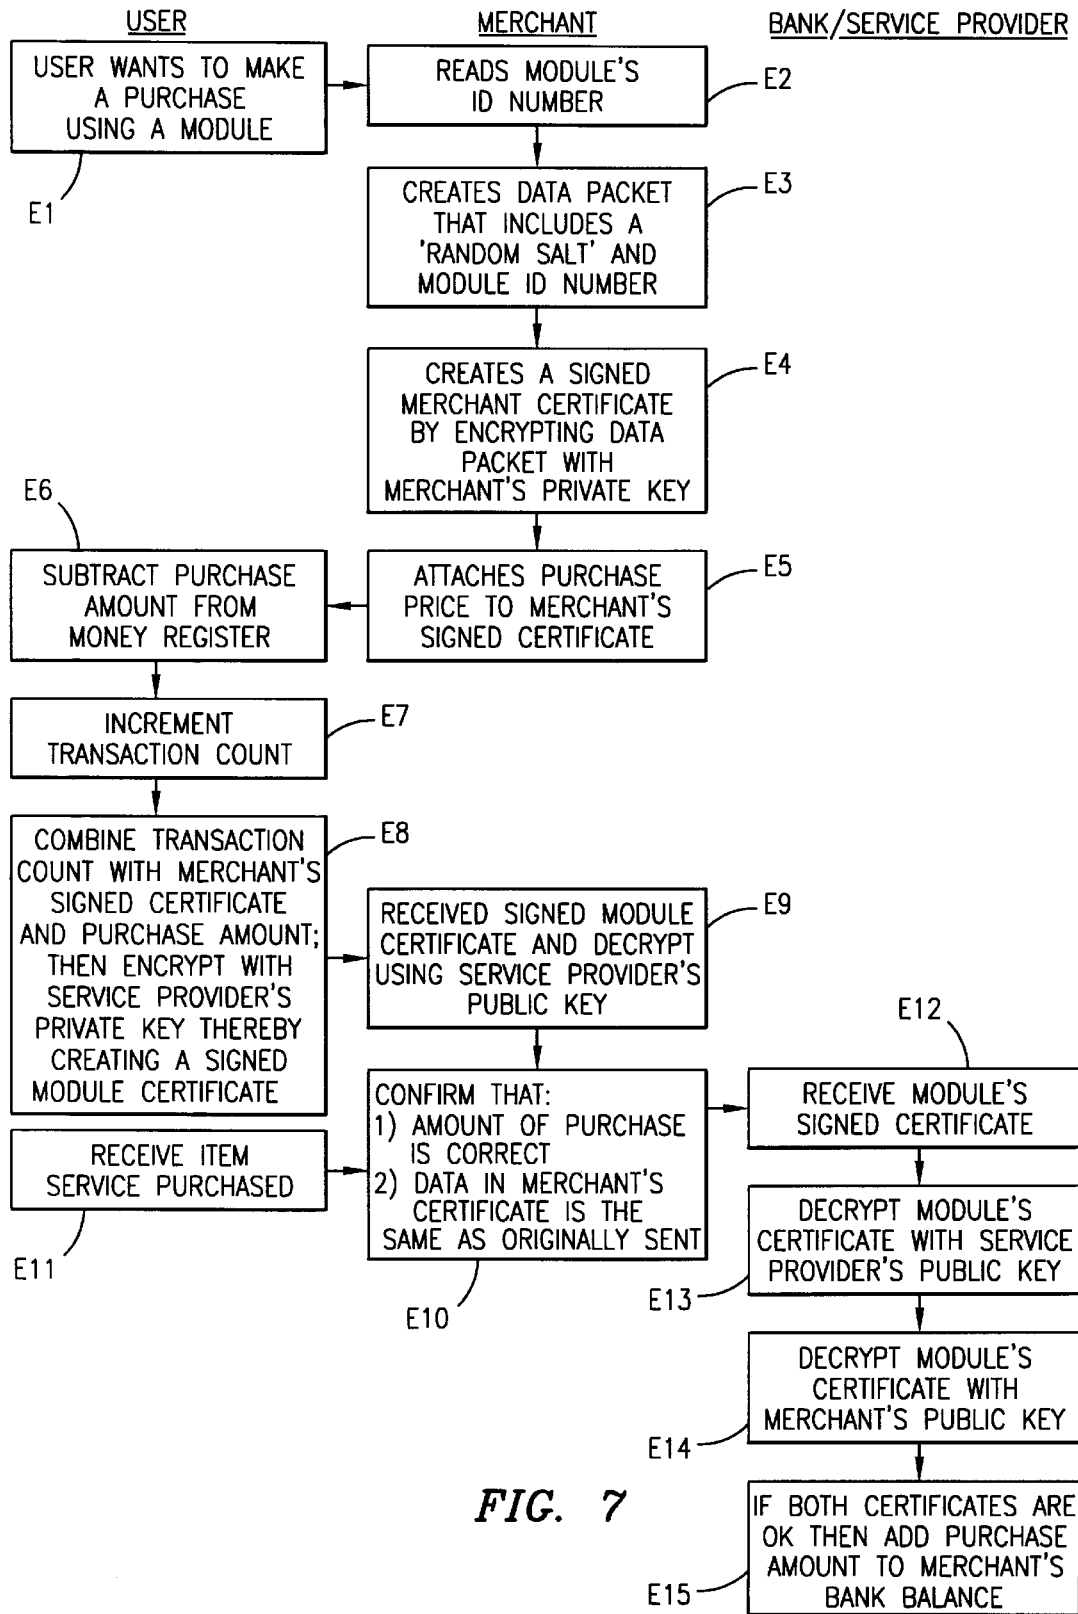 USER
MERCHANT
BANK/SERVICE PROVIDER
USER WANTS TO MAKE
A PURCHASE
USING A MODULE
E1
READS MODULE'S
ID NUMBER
E2
CREATES DATA PACKET
THAT INCLUDES A
'RANDOM SALT' AND
MODULE ID NUMBER
E3
CREATES A SIGNED
MERCHANT CERTIFICATE
BY ENCRYPTING DATA
PACKET WITH
MERCHANT'S PRIVATE KEY
E4
ATTACHES PURCHASE
PRICE TO MERCHANT'S
SIGNED CERTIFICATE
E5
E6
SUBTRACT PURCHASE
AMOUNT FROM
MONEY REGISTER
INCREMENT
TRANSACTION COUNT
E7
COMBINE TRANSACTION
COUNT WITH MERCHANT'S
SIGNED CERTIFICATE
AND PURCHASE AMOUNT;
THEN ENCRYPT WITH
SERVICE PROVIDER'S
PRIVATE KEY THEREBY
CREATING A SIGNED
MODULE CERTIFICATE
E8
RECEIVED SIGNED MODULE
CERTIFICATE AND DECRYPT
USING SERVICE PROVIDER'S
PUBLIC KEY
E9
CONFIRM THAT:
1) AMOUNT OF PURCHASE
IS CORRECT
2) DATA IN MERCHANT'S
CERTIFICATE IS THE
SAME AS ORIGINALLY SENT
E10
RECEIVE ITEM
SERVICE PURCHASED
E11
E12
RECEIVE MODULE'S
SIGNED CERTIFICATE
DECRYPT MODULE'S
CERTIFICATE WITH SERVICE
PROVIDER'S PUBLIC KEY
E13
DECRYPT MODULE'S
CERTIFICATE WITH
MERCHANT'S PUBLIC KEY
E14
IF BOTH CERTIFICATES ARE
OK THEN ADD PURCHASE
AMOUNT TO MERCHANT'S
BANK BALANCE
E15
FIG. 7